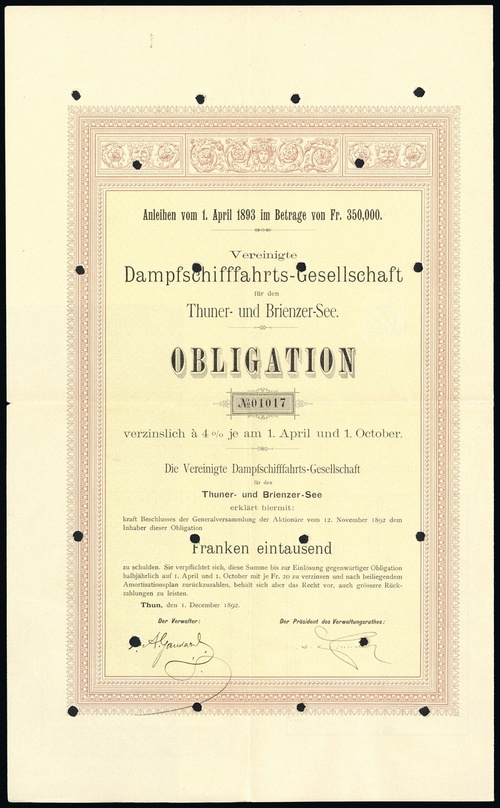 Anleihen vom 1. April 1893 im Betrage von Fr. 350,000.
Vereinigte
Dampfschifffahrts-Gesellschaft
für den
Thuner- und Brienzer-See.
OBLIGATION
№ 01017
verzinslich à 4 % je am 1. April und 1. October.
Die Vereinigte Dampfschifffahrts-Gesellschaft
für den
Thuner- und Brienzer-See
erklärt hiermit:
kraft Beschlusses der Generalversammlung der Aktionäre vom 12. November 1892 dem
Inhaber dieser Obligation
Franken eintausend
zu schulden. Sie verpflichtet sich, diese Summe bis zur Einlösung gegenwärtiger Obligation
halbjährlich auf 1. April und 1. October mit je Fr. 20 zu verzinsen und nach beiliegendem
Amortisationsplan zurückzuzahlen, behält sich aber das Recht vor, auch grössere Rück-
zahlungen zu leisten.
Thun, den 1. December 1892.
Der Verwalter:
Der Präsident des Verwaltungsrathes: